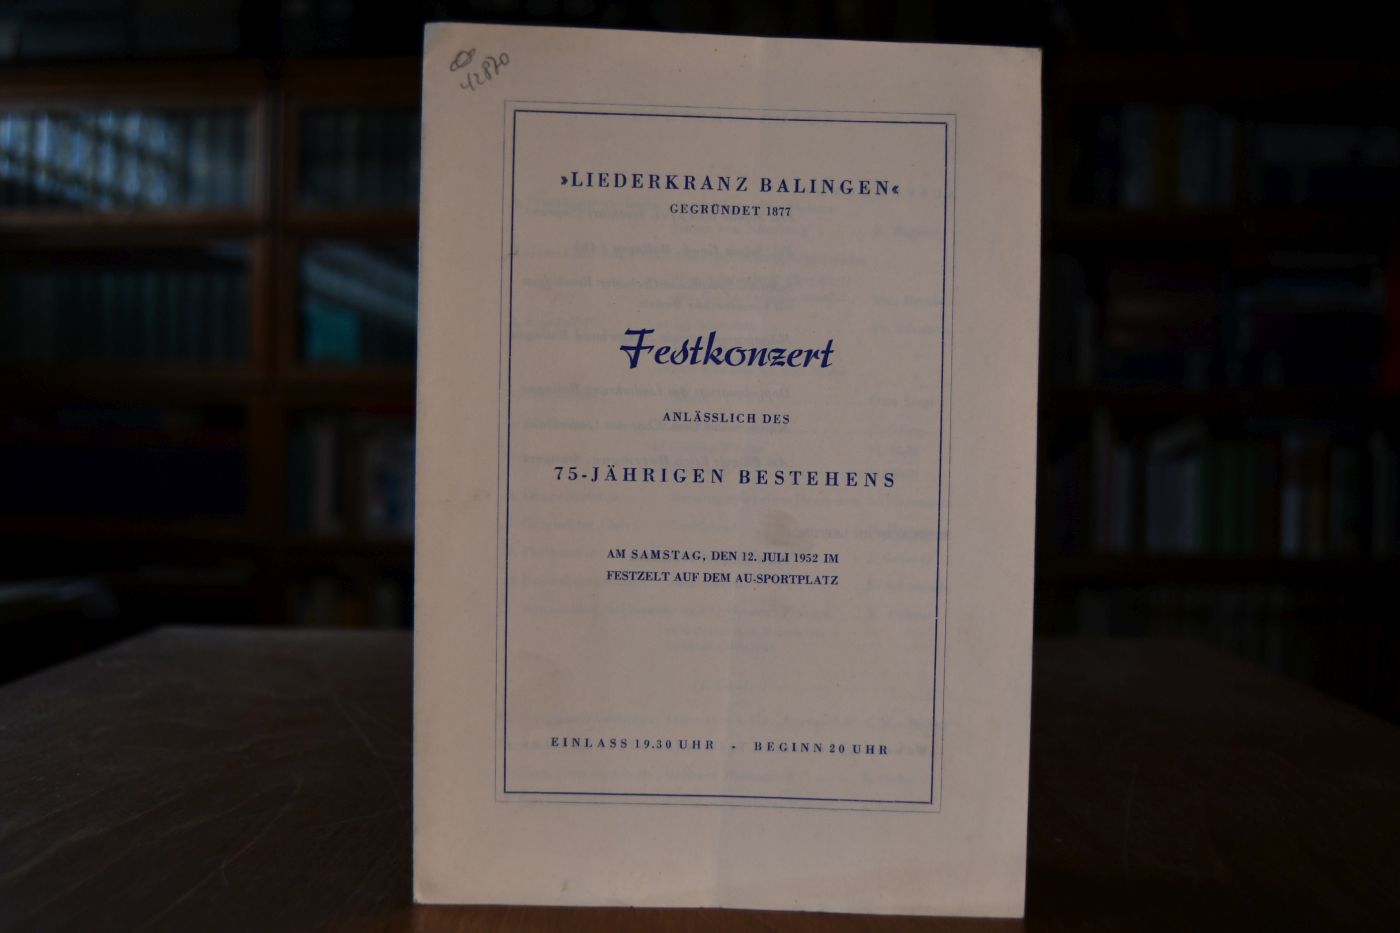 42870
»LIEDERKRANZ BALINGEN«
GEGRÜNDET 1877
Festkonzert
ANLÄSSLICH DES
75-JÄHRIGEN BESTEHENS
AM SAMSTAG, DEN 12. JULI 1952 IM
FESTZELT AUF DEM AU-SPORTPLATZ
EINLASS 19.30 UHR - BEGINN 20 UHR